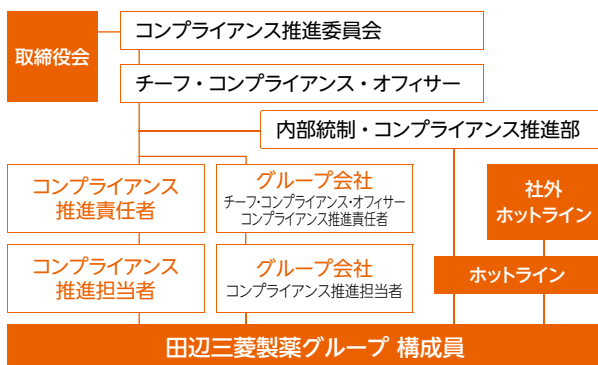 取締役会
コンプライアンス推進委員会
チーフ・コンプライアンス・オフィサー
内部統制・コンプライアンス推進部
コンプライアンス
推進責任者
グループ会社
チーフ・コンプライアンス・オフィサー
コンプライアンス推進責任者
社外
ホットライン
コンプライアンス
推進担当者
グループ会社
コンプライアンス推進担当者
ホットライン
田辺三菱製薬グループ 構成員